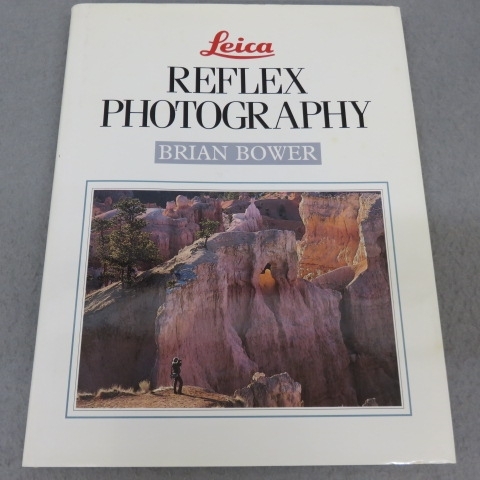 Leica
REFLEX
PHOTOGRAPHY
BRIAN BOWER